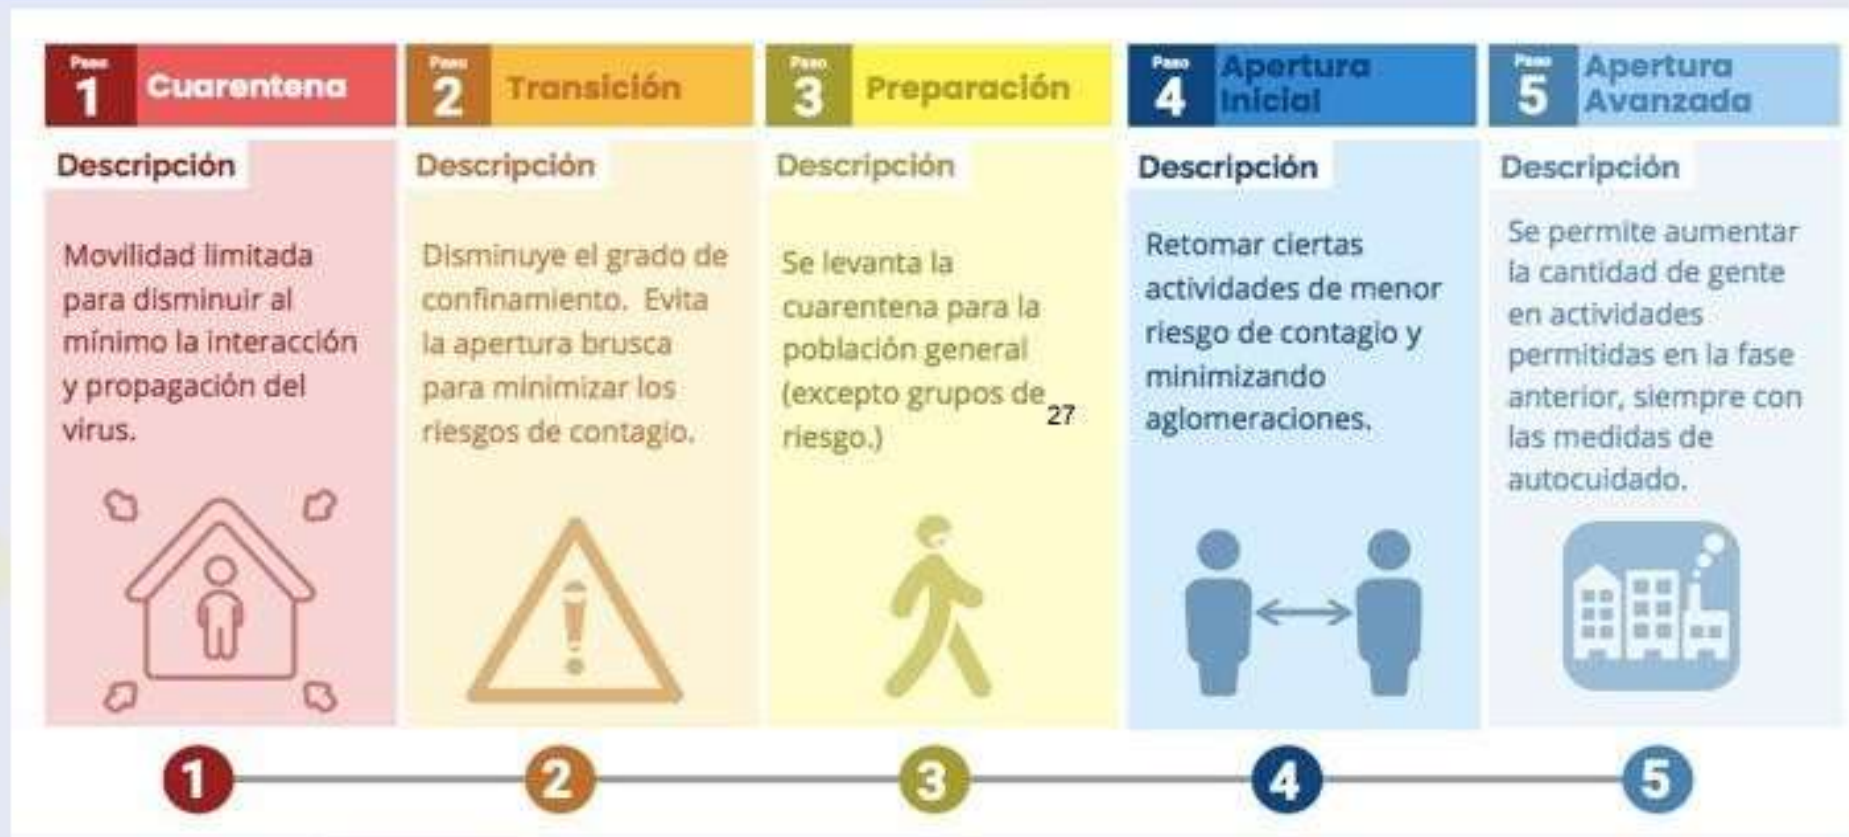 Paso
1
Cuarentena
Descripción
Movilidad limitada
para disminuir al
mínimo la interacción
y propagación del
virus.
Paso
2
Transición
Descripción
Disminuye el grado de
confinamiento. Evita
la apertura brusca
para minimizar los
riesgos de contagio.
Paso
3
Preparación
Descripción
Se levanta la
cuarentena para la
población general
(excepto grupos de
riesgo.)
27
Paso
4
Apertura
Inicial
Descripción
Retomar ciertas
actividades de menor
riesgo de contagio y
minimizando
aglomeraciones.
Paso
5
Apertura
Avanzada
Descripción
Se permite aumentar
la cantidad de gente
en actividades
permitidas en la fase
anterior, siempre con
las medidas de
autocuidado.
1
2
3
4
5